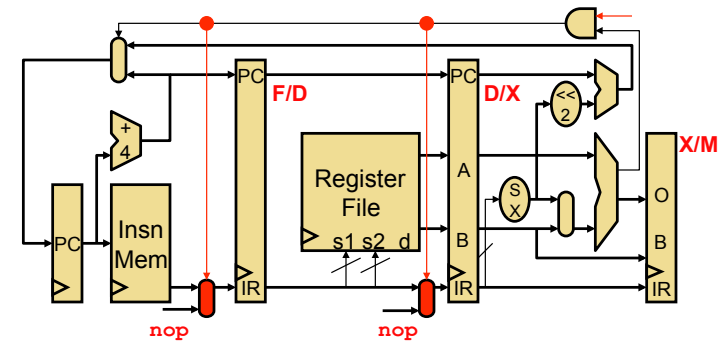 PC
F/D
PC
D/X
<<
2
X/M
+
4
Register
File
A
S
X
O
PC
Insn
Mem
s1 s2 d
B
B
IR
IR
IR
nop
nop